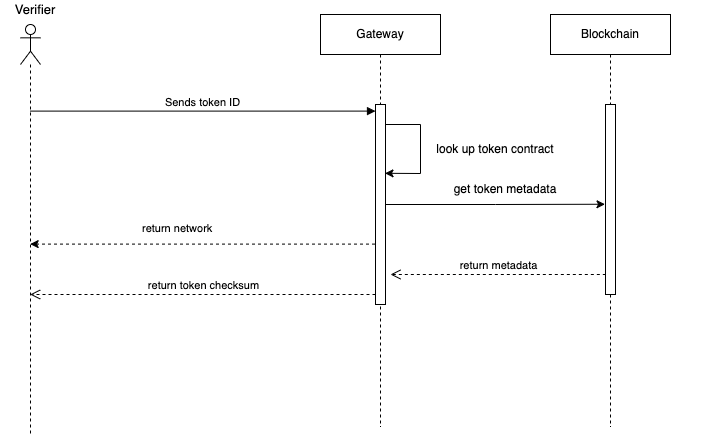 Verifier
Gateway
Blockchain
Sends token ID
look up token contract
get token metadata
return network
return metadata
return token checksum